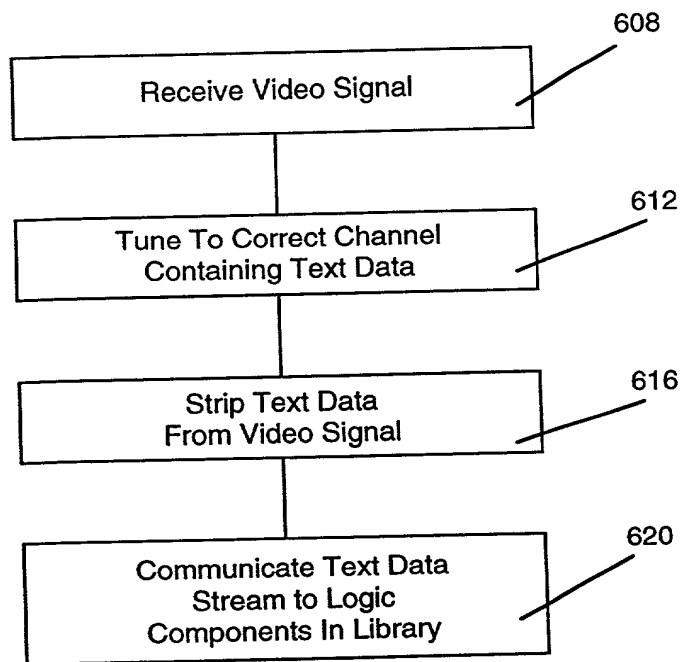 608
Receive Video Signal
612
Tune To Correct Channel
Containing Text Data
616
Strip Text Data
From Video Signal
620
Communicate Text Data
Stream to Logic
Components In Library